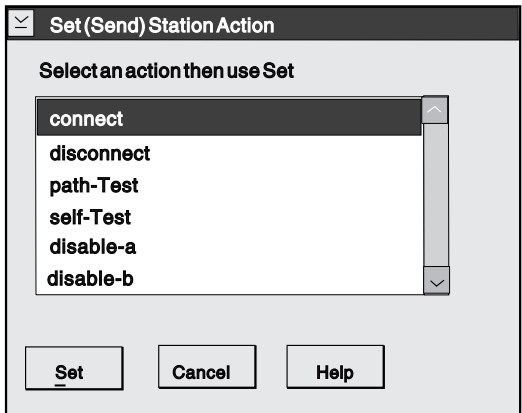 Set (Send) Station Action
Select an action then use Set
connect
disconnect
path-Test
self-Test
disable-a
disable-b
Set
Cancel
Help